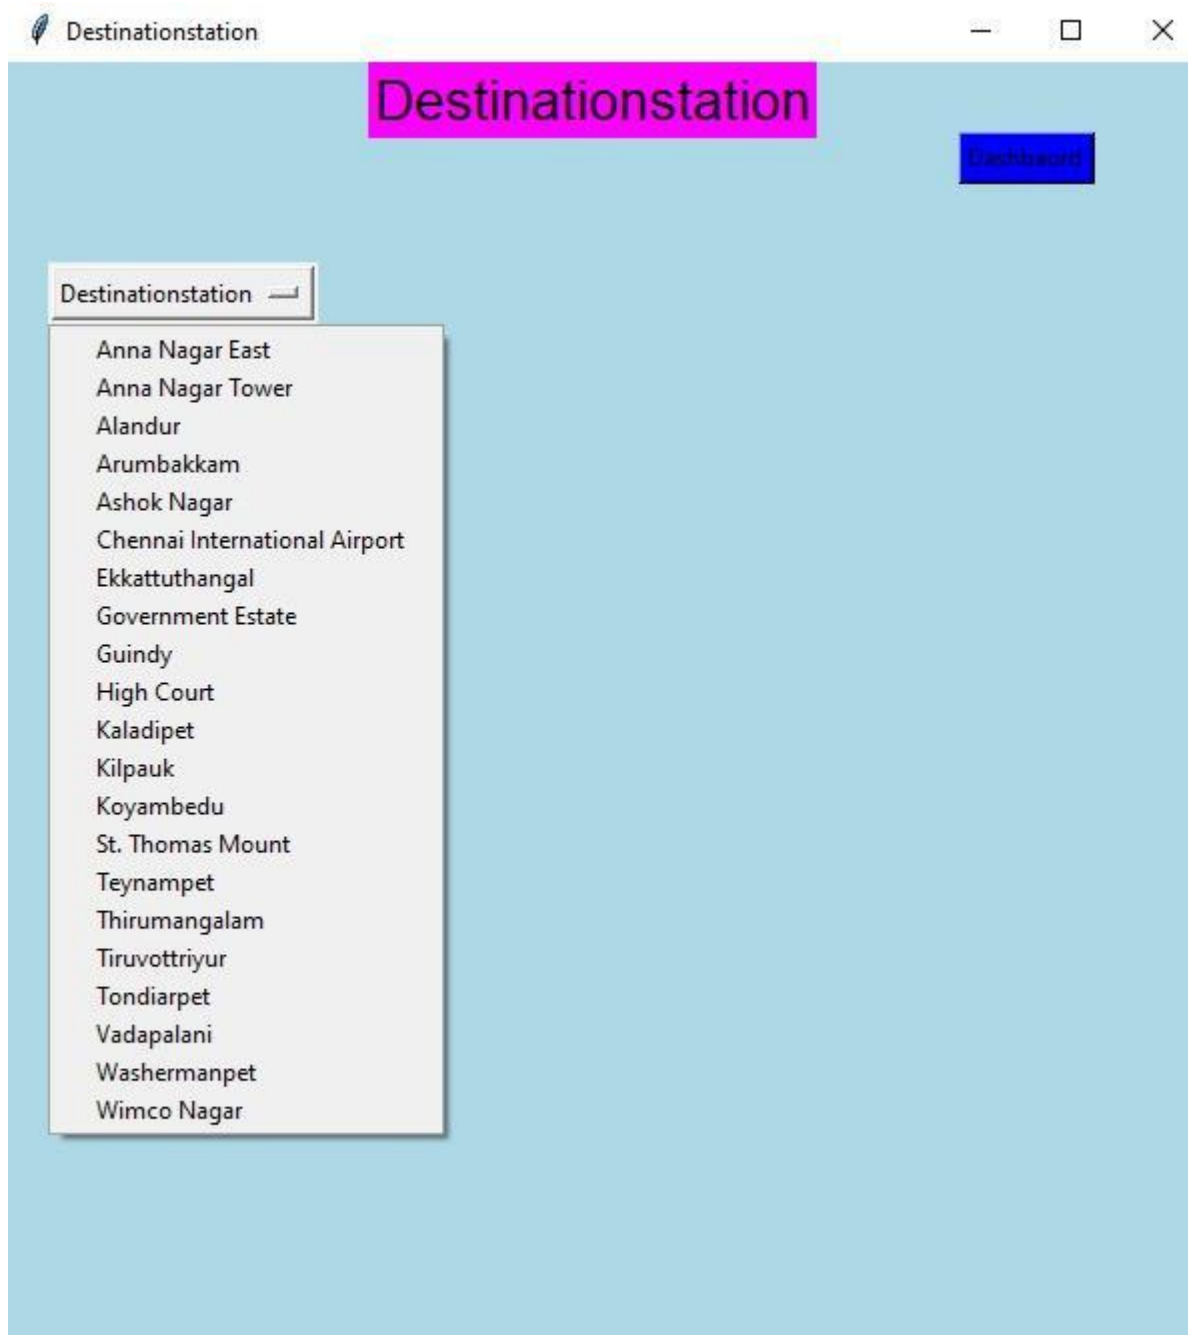 Destinationstation
Destinationstation
Dashbaord
Destinationstation
Anna Nagar East
Anna Nagar Tower
Alandur
Arumbakkam
Ashok Nagar
Chennai International Airport
Ekkattuthangal
Government Estate
Guindy
High Court
Kaladipet
Kilpauk
Koyambedu
St. Thomas Mount
Teynampet
Thirumangalam
Tiruvottriyur
Tondiarpet
Vadapalani
Washermanpet
Wimco Nagar